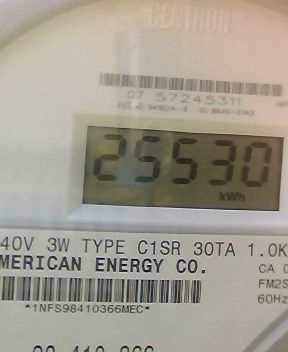 CENTRON
07 57245311
25530
kWh
40V 3W TYPE C1SR 30TA 1.0K
MERICAN ENERGY CO.
CA 0
FM2S
60Hz
*1NFS98410366MEC*